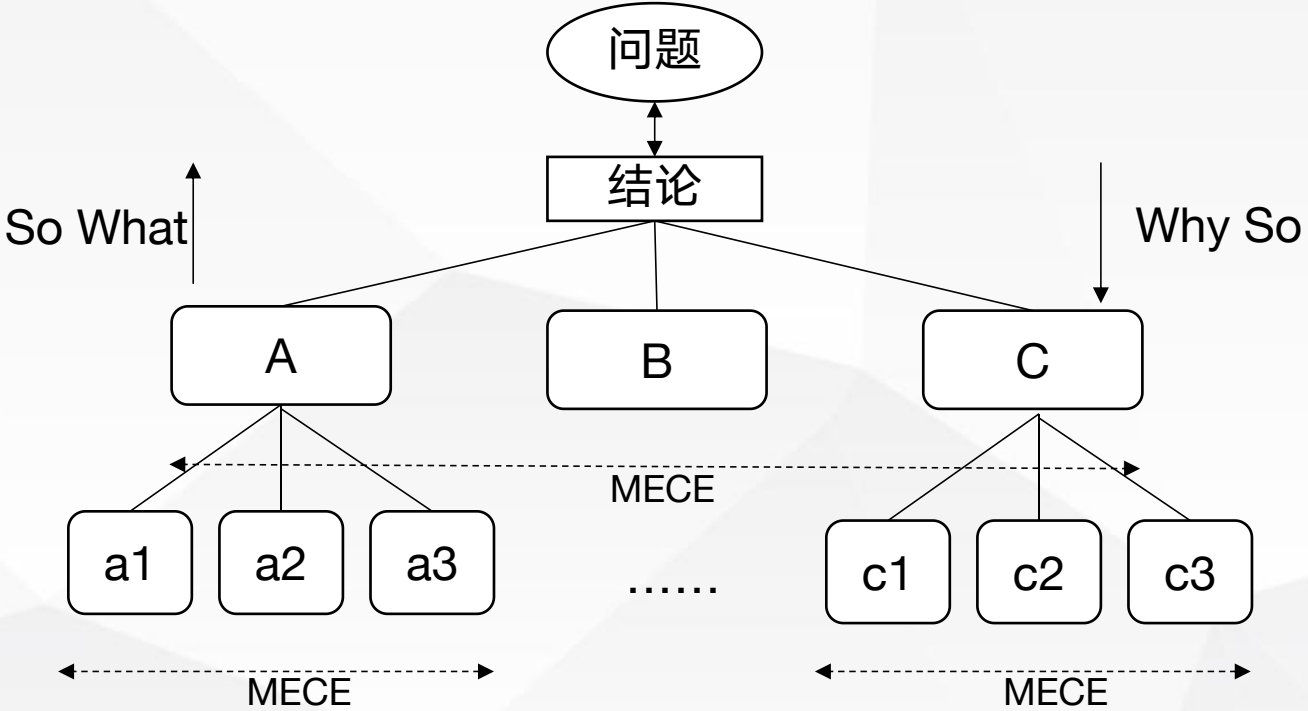 问题
结论
So What
Why So
A
B
C
MECE
a1
a2
a3
......
c1
c2
c3
MECE
MECE